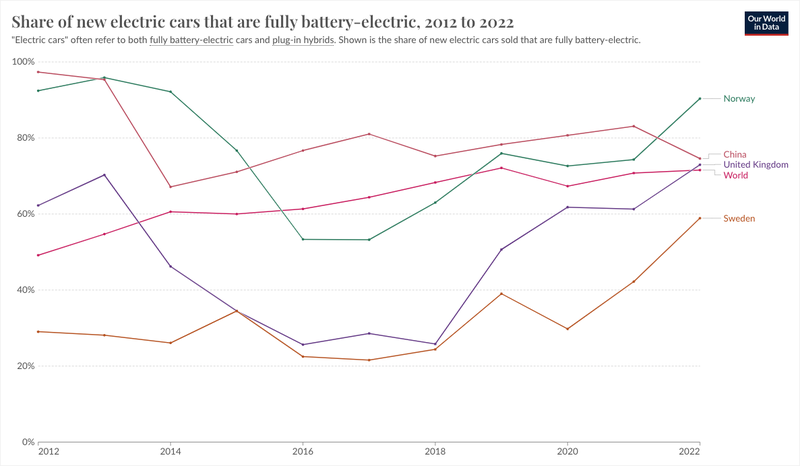 Share of new electric cars that are fully battery-electric, 2012 to 2022
Our World
in Data
"Electric cars" often refer to both fully battery-electric cars and plug-in hybrids. Shown is the share of new electric cars sold that are fully battery-electric.
100%
80%
60%
40%
20%
0%
Norway
China
United Kingdom
World
Sweden
2012
2014
2016
2018
2020
2022